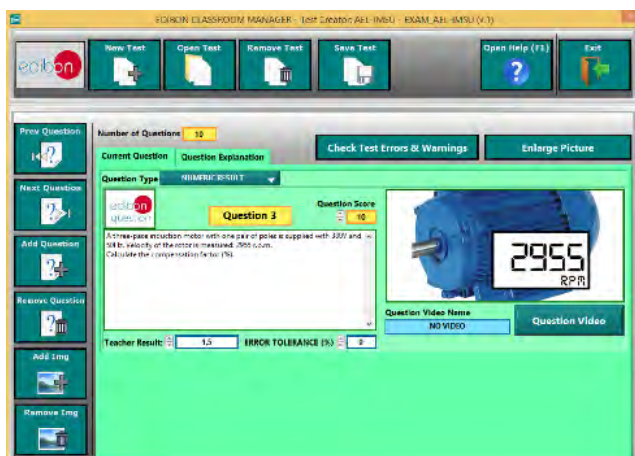 EDIBON CLASSROOM MANAGER - Test Creator AEL-IMSU - EXAM_AEL-IMSU (v.1)
edibon
New Test
Open Test
Remove Test
Save Test
Open Help (F1)
Exit
Prev Question
Next Question
Add Question
Remove Question
Add Img
Remove Img
Number of Questions 10
Check Test Errors & Warnings
Enlarge Picture
Current Question
Question Explanation
Question Type NUMERIC RESULT
edibon
question
Question 3
Question Score
10
A three-pase induction motor with one pair of poles is supplied with and
50Hz. Velocity of the rotor is measured: r.p.m.
Calculate the compensation factor (%).
2955
RPM
Question Video Name
NO VIDEO
Question Video
Teacher Result: 1,5
ERROR TOLERANCE (%) 0